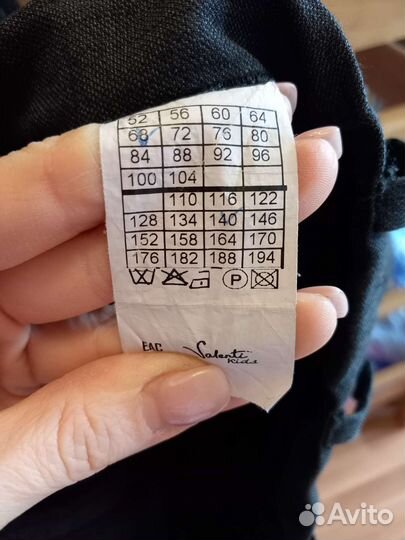 52 56 60 64
68 72 76 80
84 88 92 96
100 104
110 116 122
128 134 140 146
152 158 164 170
176 182 188 194
P
EAC Valenti
Kids
Avito